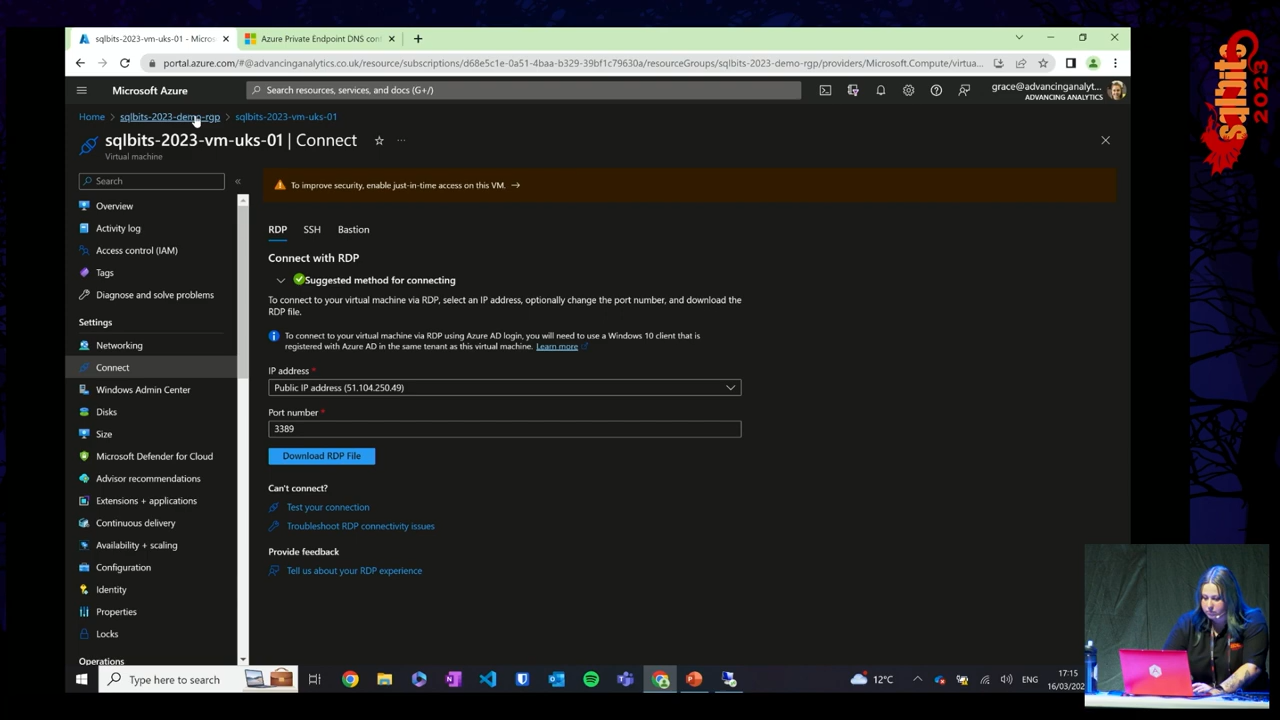 sqlbits-2023-vm-uks-01 - Micros
Azure Private Endpoint DNS con
portal.azure.com/#@advancinganalytics.co.uk/resource/subscriptions/d68e5c1e-0a51-4baa-b329-39bf1c79630a/resourceGroups/sqlbits-2023-demo-rgp/providers/Microsoft.Compute/virtua...
Microsoft Azure
Search resources, services, and docs (G+/)
grace@advancinganalyt...
ADVANCING ANALYTICS
Home > sqlbits-2023-demo-rgp > sqlbits-2023-vm-uks-01
sqlbits-2023-vm-uks-01 | Connect
Virtual machine
Search
Overview
Activity log
Access control (IAM)
Tags
Diagnose and solve problems
Settings
Networking
Connect
Windows Admin Center
Disks
Size
Microsoft Defender for Cloud
Advisor recommendations
Extensions + applications
Continuous delivery
Availability + scaling
Configuration
Identity
Properties
Locks
Operations
To improve security, enable just-in-time access on this VM. →
RDP SSH Bastion
Connect with RDP
Suggested method for connecting
To connect to your virtual machine via RDP, select an IP address, optionally change the port number, and download the
RDP file.
To connect to your virtual machine via RDP using Azure AD login, you will need to use a Windows 10 client that is
registered with Azure AD in the same tenant as this virtual machine. Learn more
IP address *
Public IP address (51.104.250.49)
Port number *
3389
Download RDP File
Can't connect?
Test your connection
Troubleshoot RDP connectivity issues
Provide feedback
Tell us about your RDP experience
Type here to search
12°C
ENG
17:15
16/03/202
sqlbits
2023